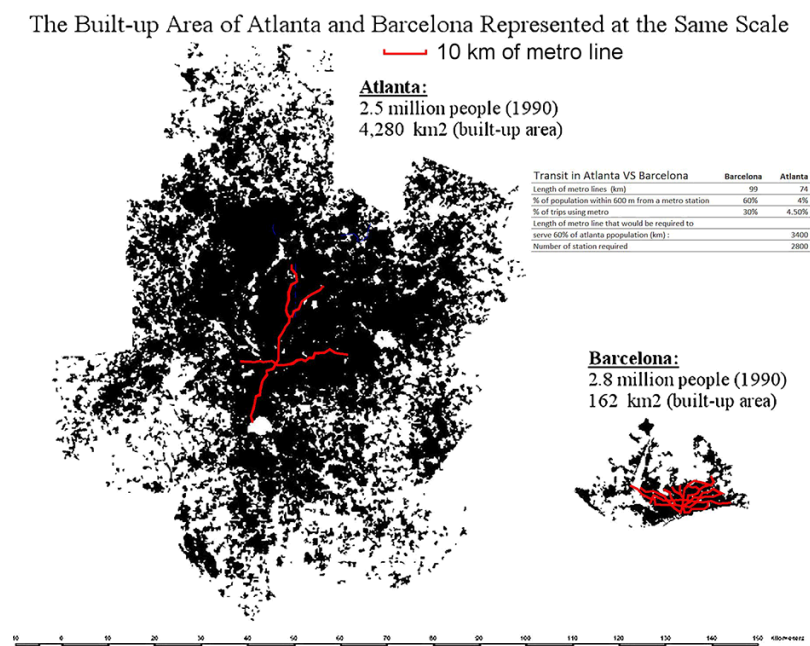 The Built-up Area of Atlanta and Barcelona Represented at the Same Scale
10 km of metro line
Atlanta:
2.5 million people (1990)
4,280 km2 (built-up area)
Transit in Atlanta VS Barcelona Barcelona Atlanta
Length of metro lines (km) 99 74
% of population within 600 m from a metro station 60% 4%
% of trips using metro 30% 4.50%
Length of metro line that would be required to
serve 60% of atlanta ppopulation (km) : 3400
Number of station required 2800
Barcelona:
2.8 million people (1990)
162 km2 (built-up area)
10 0 10 20 30 40 50 60 70 80 90 100 110 120 130 140 150 Kilometers